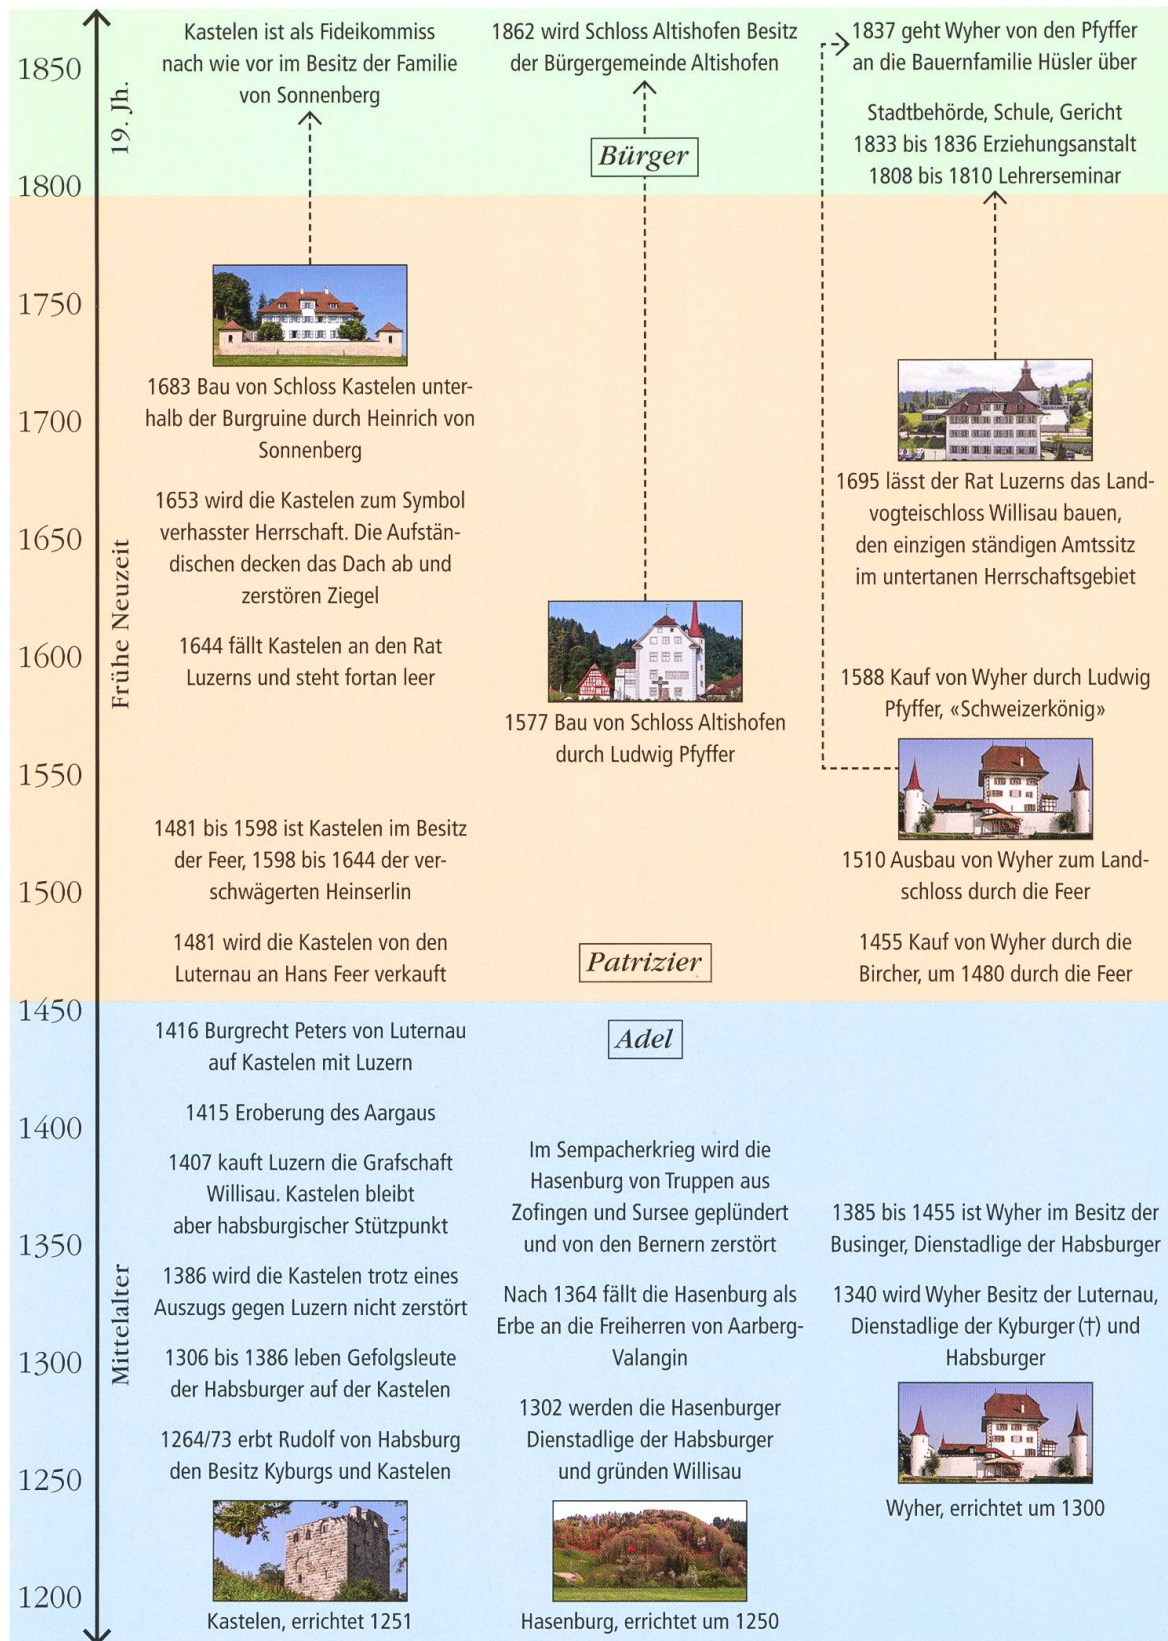 1850
1800
1750
1700
1650
1600
1550
1500
1450
1400
1350
1300
1250
1200
19. Jh.
Frühe Neuzeit
Mittelalter
Kastelen ist als Fideikommiss
nach wie vor im Besitz der Familie
von Sonnenberg
1683 Bau von Schloss Kastelen unter-
halb der Burgruine durch Heinrich von
Sonnenberg
1653 wird die Kastelen zum Symbol
verhasster Herrschaft. Die Aufstän-
dischen decken das Dach ab und
zerstören Ziegel
1644 fällt Kastelen an den Rat
Luzerns und steht fortan leer
1481 bis 1598 ist Kastelen im Besitz
der Feer, 1598 bis 1644 der ver-
schwägerten Heinserlin
1481 wird die Kastelen von den
Luternau an Hans Feer verkauft
1416 Burgrecht Peters von Luternau
auf Kastelen mit Luzern
1415 Eroberung des Aargaus
1407 kauft Luzern die Grafschaft
Willisau. Kastelen bleibt
aber habsburgischer Stützpunkt
1386 wird die Kastelen trotz eines
Auszugs gegen Luzern nicht zerstört
1306 bis 1386 leben Gefolgsleute
der Habsburger auf der Kastelen
1264/73 erbt Rudolf von Habsburg
den Besitz Kyburgs und Kastelen
Kastelen, errichtet 1251
1862 wird Schloss Altishofen Besitz
der Bürgergemeinde Altishofen
Bürger
1577 Bau von Schloss Altishofen
durch Ludwig Pfyffer
Patrizier
Adel
Im Sempacherkrieg wird die
Hasenburg von Truppen aus
Zofingen und Sursee geplündert
und von den Bernern zerstört
Nach 1364 fällt die Hasenburg als
Erbe an die Freiherren von Aarberg-
Valangin
1302 werden die Hasenburger
Dienstadlige der Habsburger
und gründen Willisau
Hasenburg, errichtet um 1250
1837 geht Wyher von den Pfyffer
an die Bauernfamilie Hüsler über
Stadtbehörde, Schule, Gericht
1833 bis 1836 Erziehungsanstalt
1808 bis 1810 Lehrerseminar
1695 lässt der Rat Luzerns das Land-
vogteischloss Willisau bauen,
den einzigen ständigen Amtssitz
im untertanen Herrschaftsgebiet
1588 Kauf von Wyher durch Ludwig
Pfyffer, «Schweizerkönig»
1510 Ausbau von Wyher zum Land-
schloss durch die Feer
1455 Kauf von Wyher durch die
Bircher, um 1480 durch die Feer
1385 bis 1455 ist Wyher im Besitz der
Businger, Dienstadlige der Habsburger
1340 wird Wyher Besitz der Luternau,
Dienstadlige der Kyburger (†) und
Habsburger
Wyher, errichtet um 1300